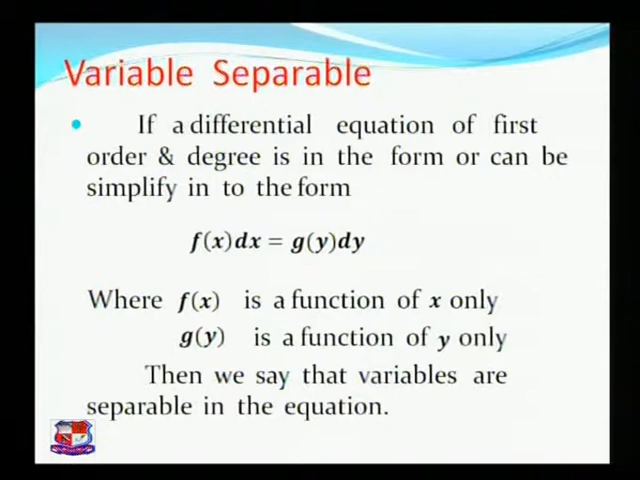 Variable Separable
• If a differential equation of first
order & degree is in the form or can be
simplify in to the form
f(x)dx = g(y)dy
Where f(x) is a function of x only
g(y) is a function of y only
Then we say that variables are
separable in the equation.